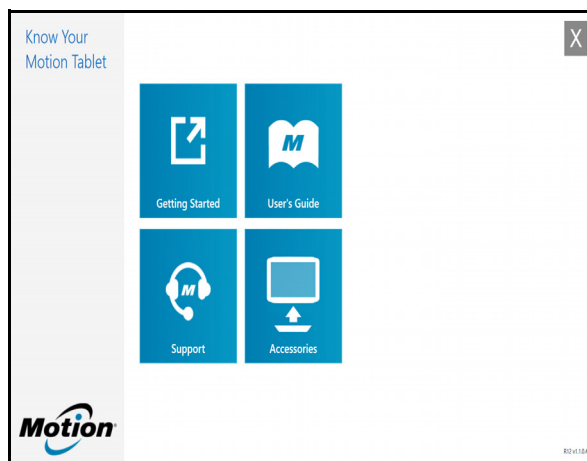 Know Your
Motion Tablet
X
Getting Started
User's Guide
M
Support
M
Accessories
Motion